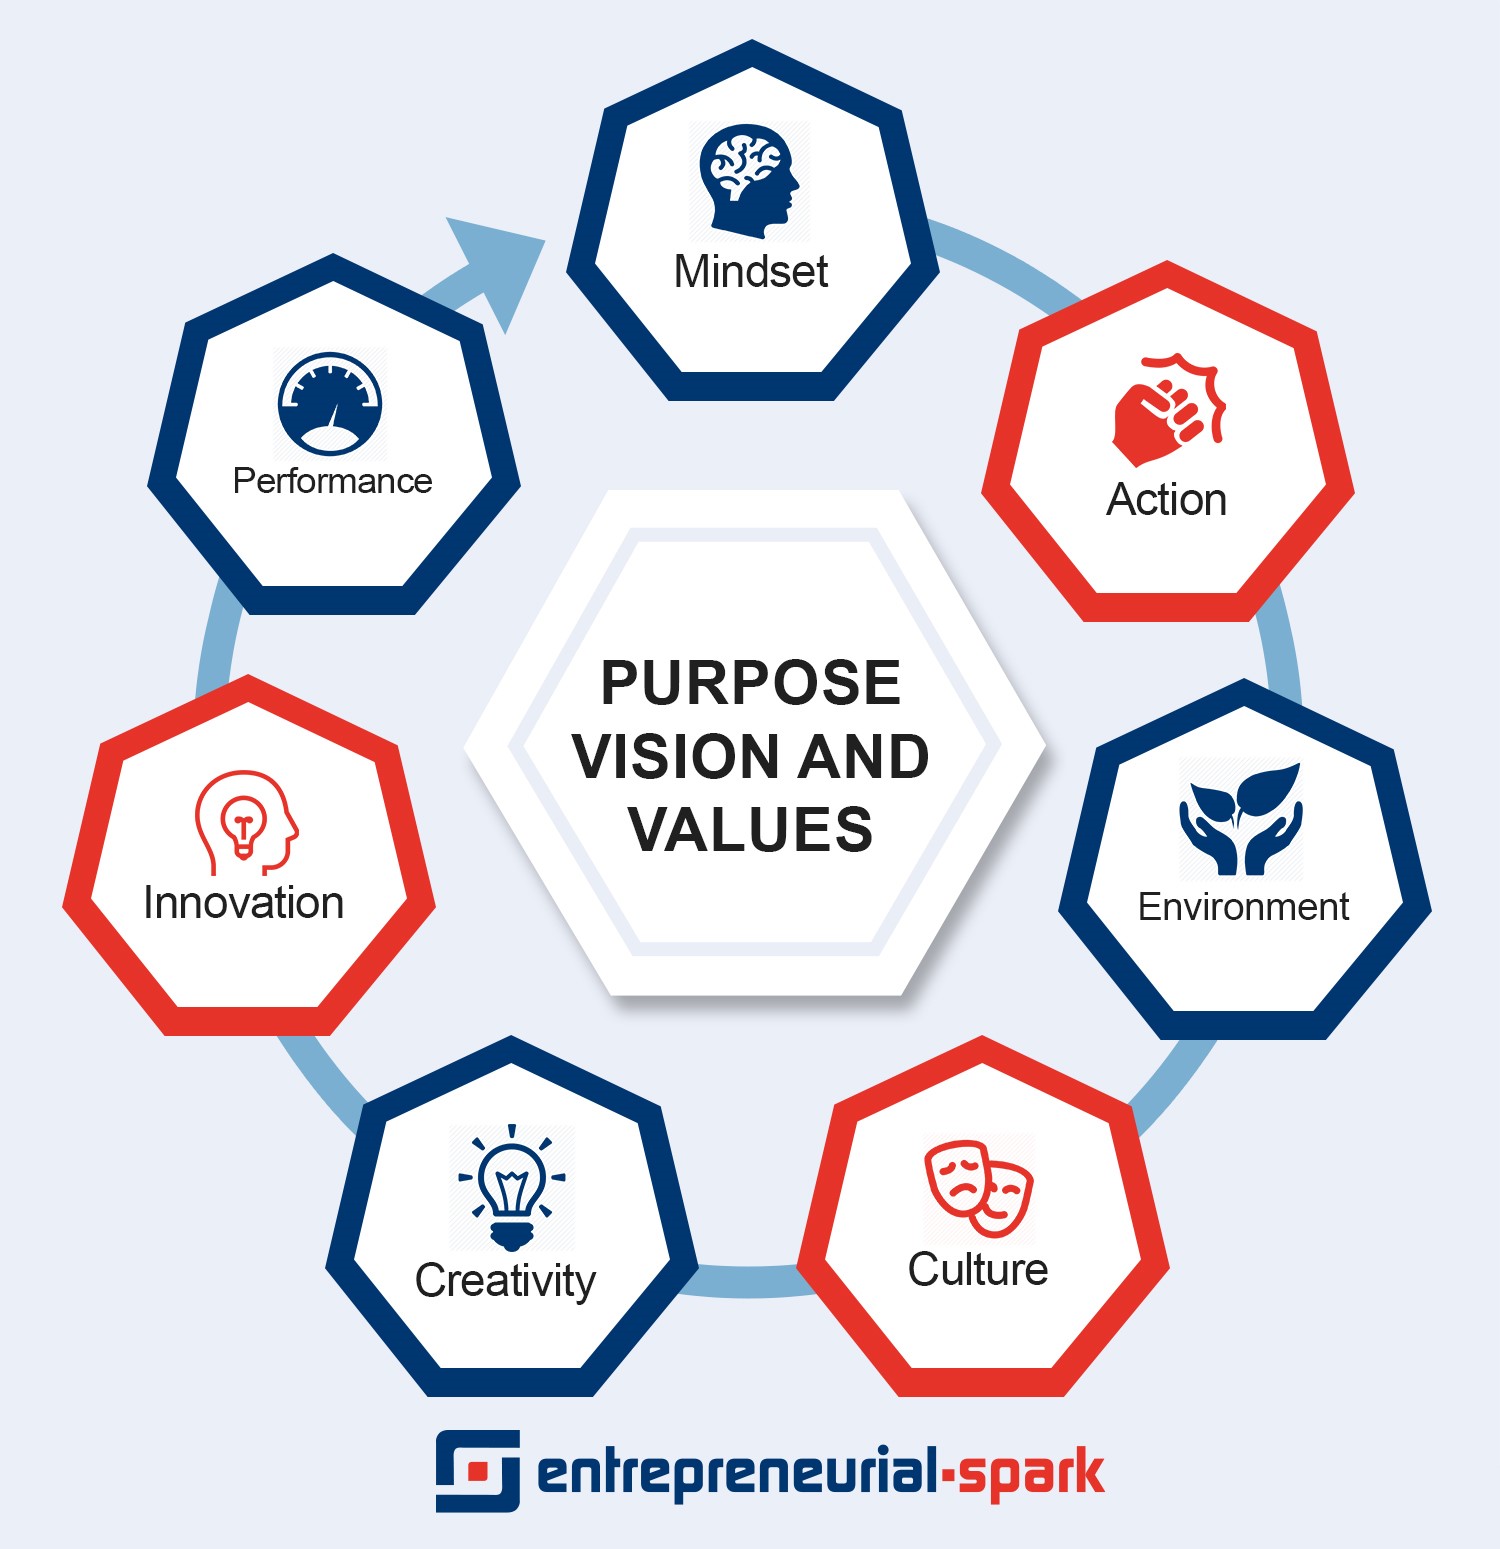 Mindset
Action
Environment
Culture
Creativity
Innovation
Performance
PURPOSE
VISION AND
VALUES
entrepreneurial-spark